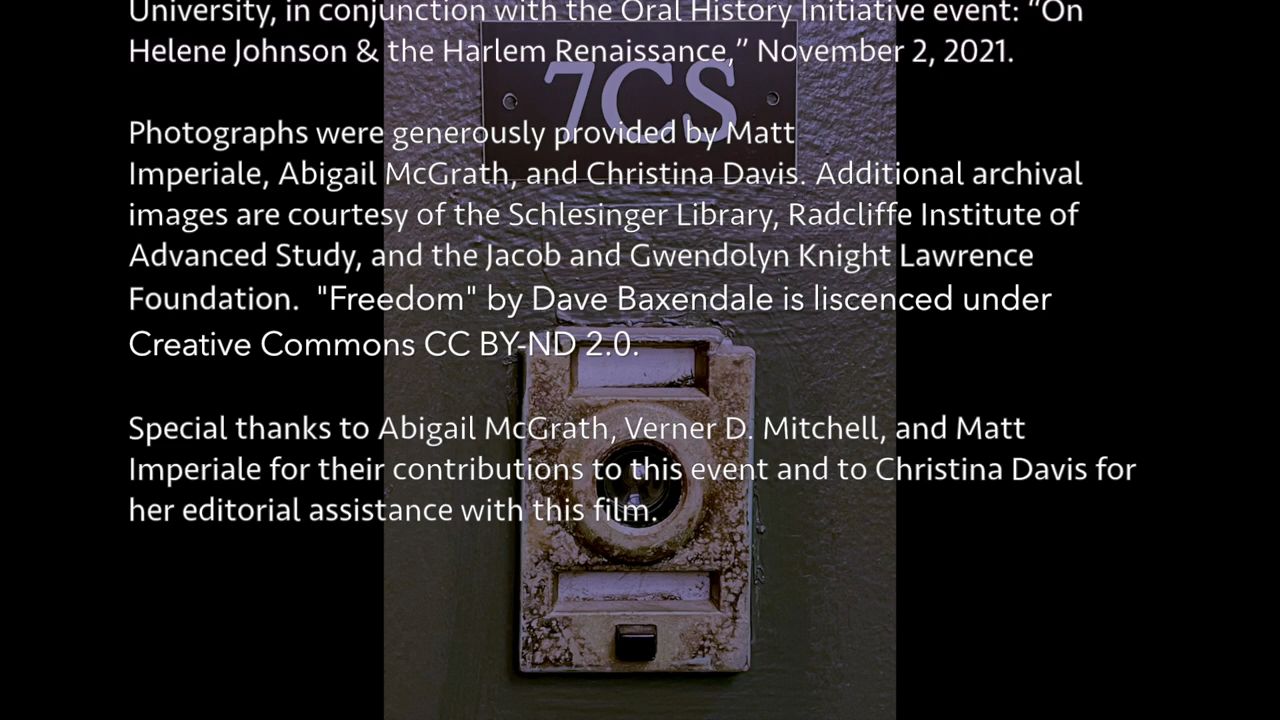 University, in conjunction with the Oral History Initiative event: “On
Helene Johnson & the Harlem Renaissance,” November 2, 2021.
7CS
Photographs were generously provided by Matt
Imperiale, Abigail McGrath, and Christina Davis. Additional archival
images are courtesy of the Schlesinger Library, Radcliffe Institute of
Advanced Study, and the Jacob and Gwendolyn Knight Lawrence
Foundation.  "Freedom" by Dave Baxendale is liscenced under
Creative Commons CC BY-ND 2.0.
Special thanks to Abigail McGrath, Verner D. Mitchell, and Matt
Imperiale for their contributions to this event and to Christina Davis for
her editorial assistance with this film.